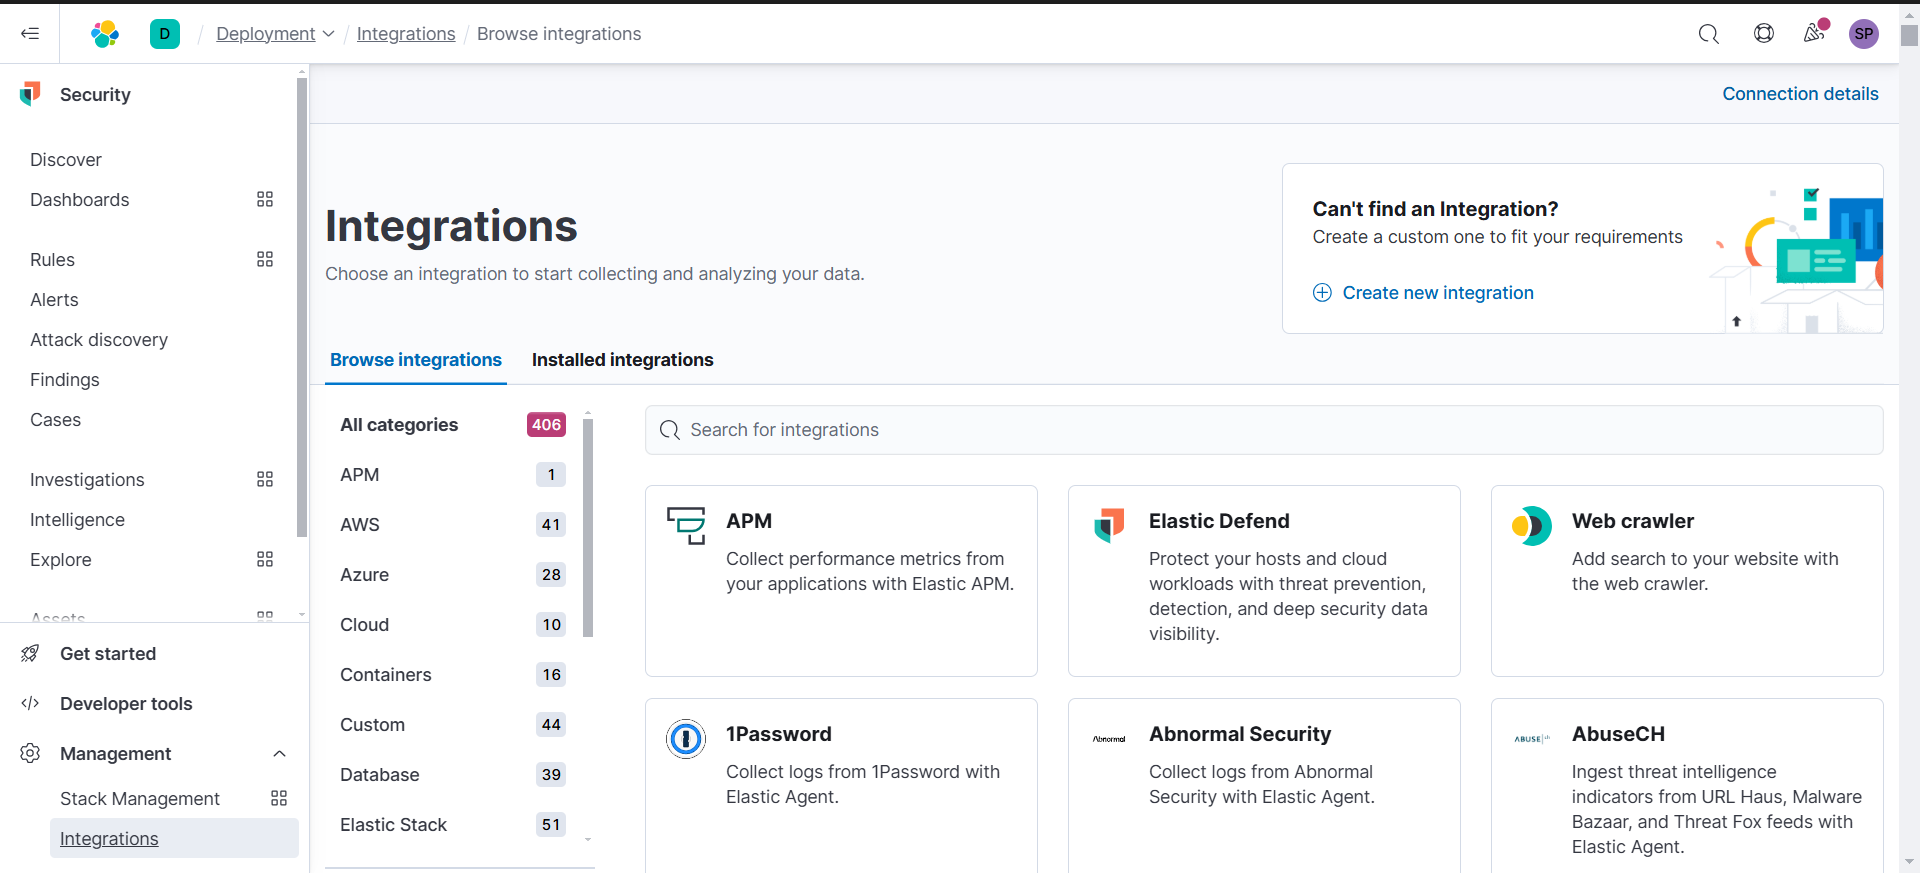 D
Deployment
Integrations
Browse integrations
SP
Security
Discover
Dashboards
Rules
Alerts
Attack discovery
Findings
Cases
Investigations
Intelligence
Explore
Assets
Get started
Developer tools
Management
Stack Management
Integrations
Connection details
Integrations
Choose an integration to start collecting and analyzing your data.
Can't find an Integration?
Create a custom one to fit your requirements
Create new integration
Browse integrations
Installed integrations
All categories 406
APM 1
AWS 41
Azure 28
Cloud 10
Containers 16
Custom 44
Database 39
Elastic Stack 51
Search for integrations
APM
Collect performance metrics from
your applications with Elastic APM.
Elastic Defend
Protect your hosts and cloud
workloads with threat prevention,
detection, and deep security data
visibility.
Web crawler
Add search to your website with
the web crawler.
1Password
Collect logs from 1Password with
Elastic Agent.
Abnormal
Abnormal Security
Collect logs from Abnormal
Security with Elastic Agent.
ABUSE|ch
AbuseCH
Ingest threat intelligence
indicators from URL Haus, Malware
Bazaar, and Threat Fox feeds with
Elastic Agent.